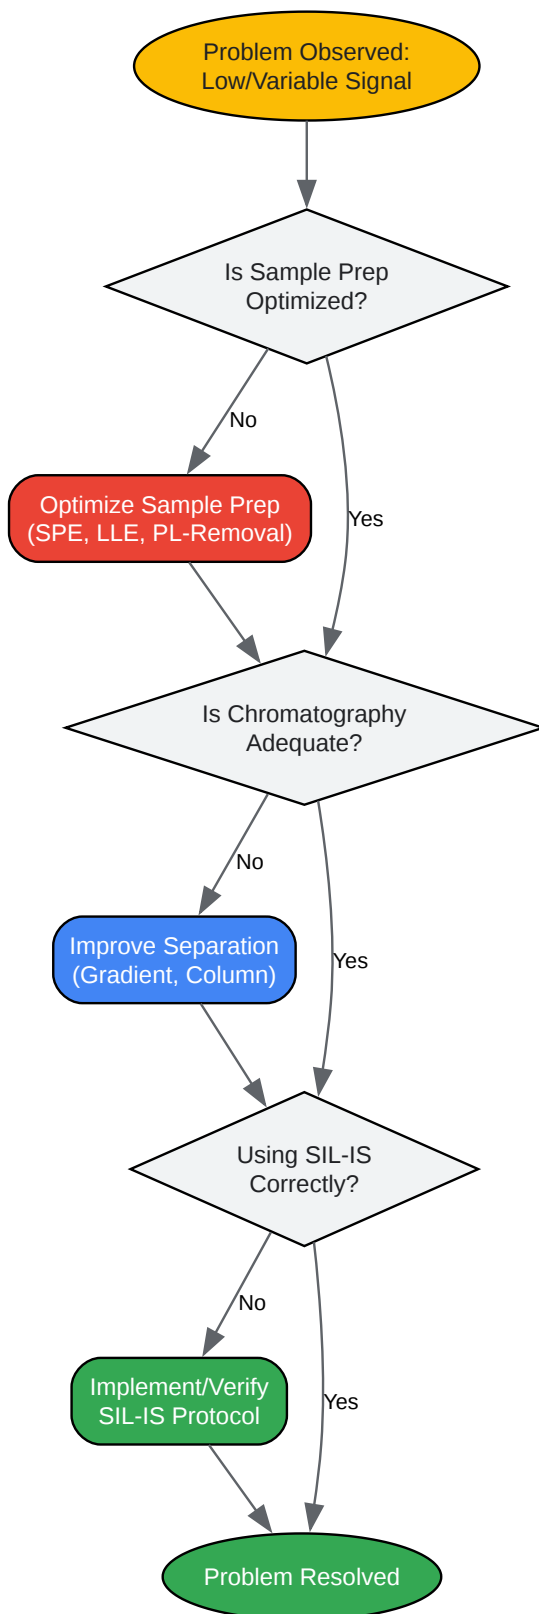 Problem Observed:
Low/Variable Signal
Is Sample Prep
Optimized?
No
Optimize Sample Prep
(SPE, LLE, PL-Removal)
Yes
Is Chromatography
Adequate?
No
Improve Separation
(Gradient, Column)
Yes
Using SIL-IS
Correctly?
No
Implement/Verify
SIL-IS Protocol
Yes
Problem Resolved